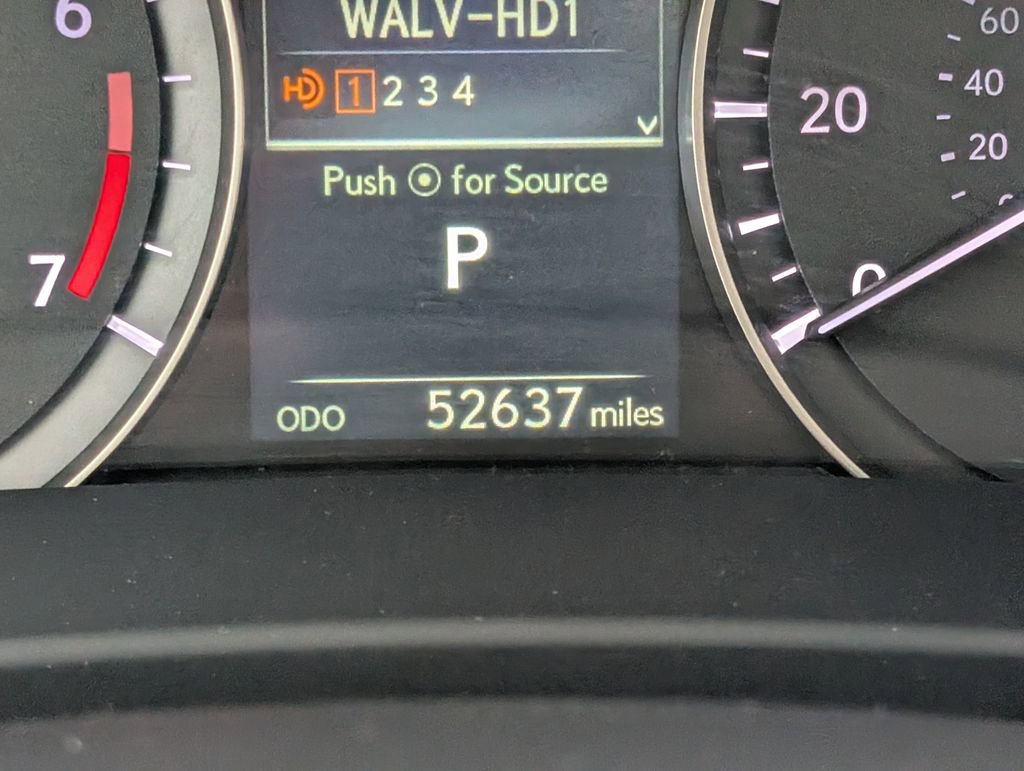 WALV-HD1
HD 1 2 3 4
Push for Source
P
ODO 52637 miles
6
7
20
0
60
40
20